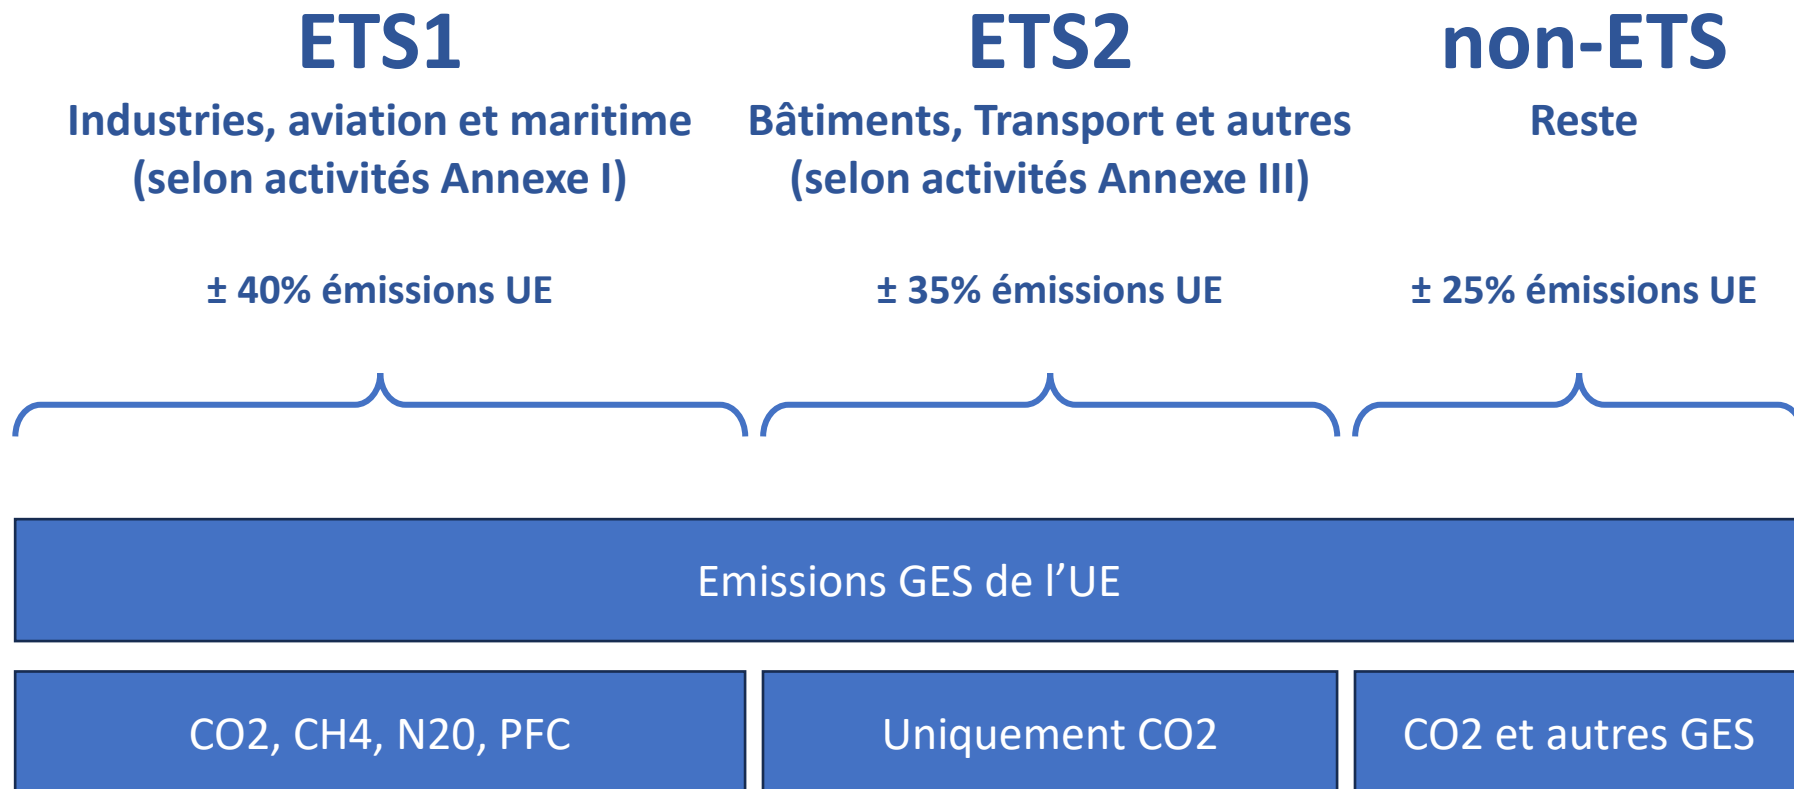 ETS1
Industries, aviation et maritime
(selon activités Annexe I)
± 40% émissions UE
ETS2
Bâtiments, Transport et autres
(selon activités Annexe III)
± 35% émissions UE
non-ETS
Reste
± 25% émissions UE
Emissions GES de l’UE
CO2, CH4, N20, PFC
Uniquement CO2
CO2 et autres GES